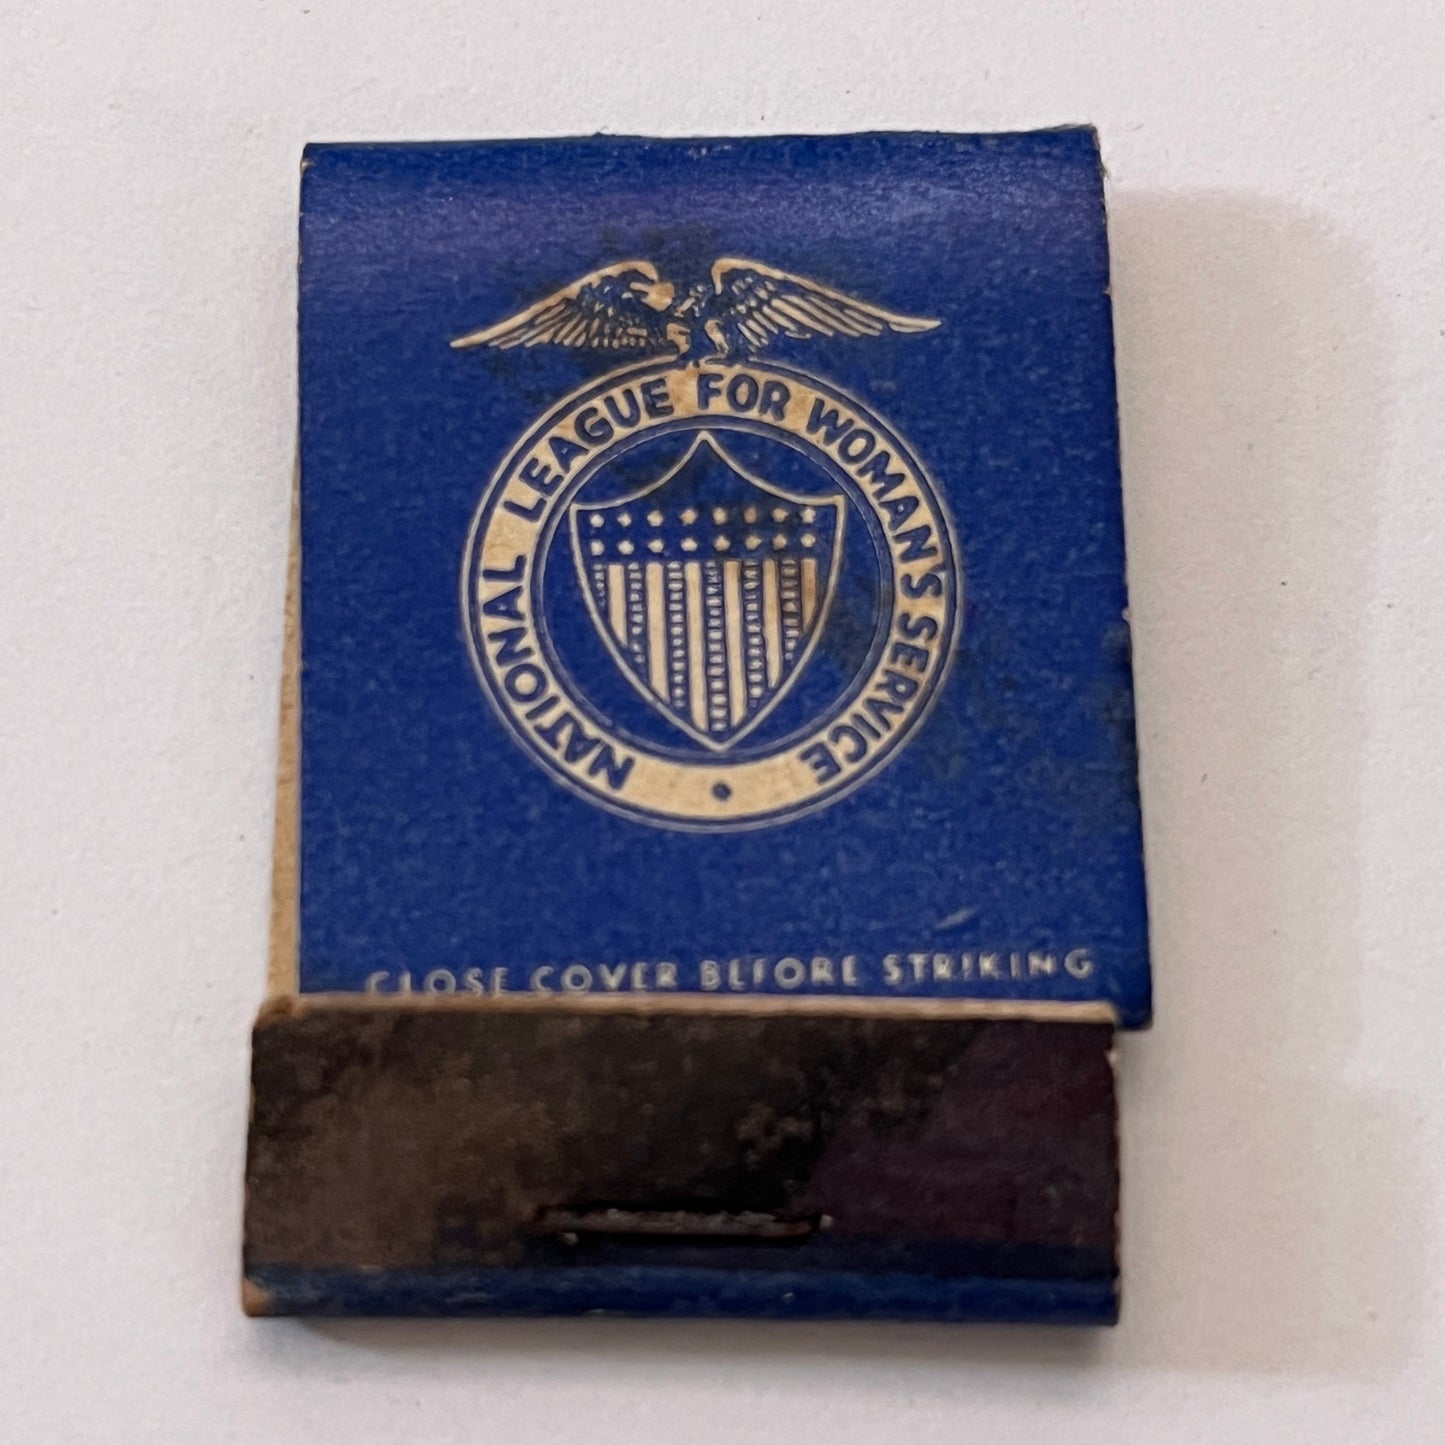 NATIONAL LEAGUE FOR WOMAN'S SERVICE
CLOSE COVER BEFORE STRIKING